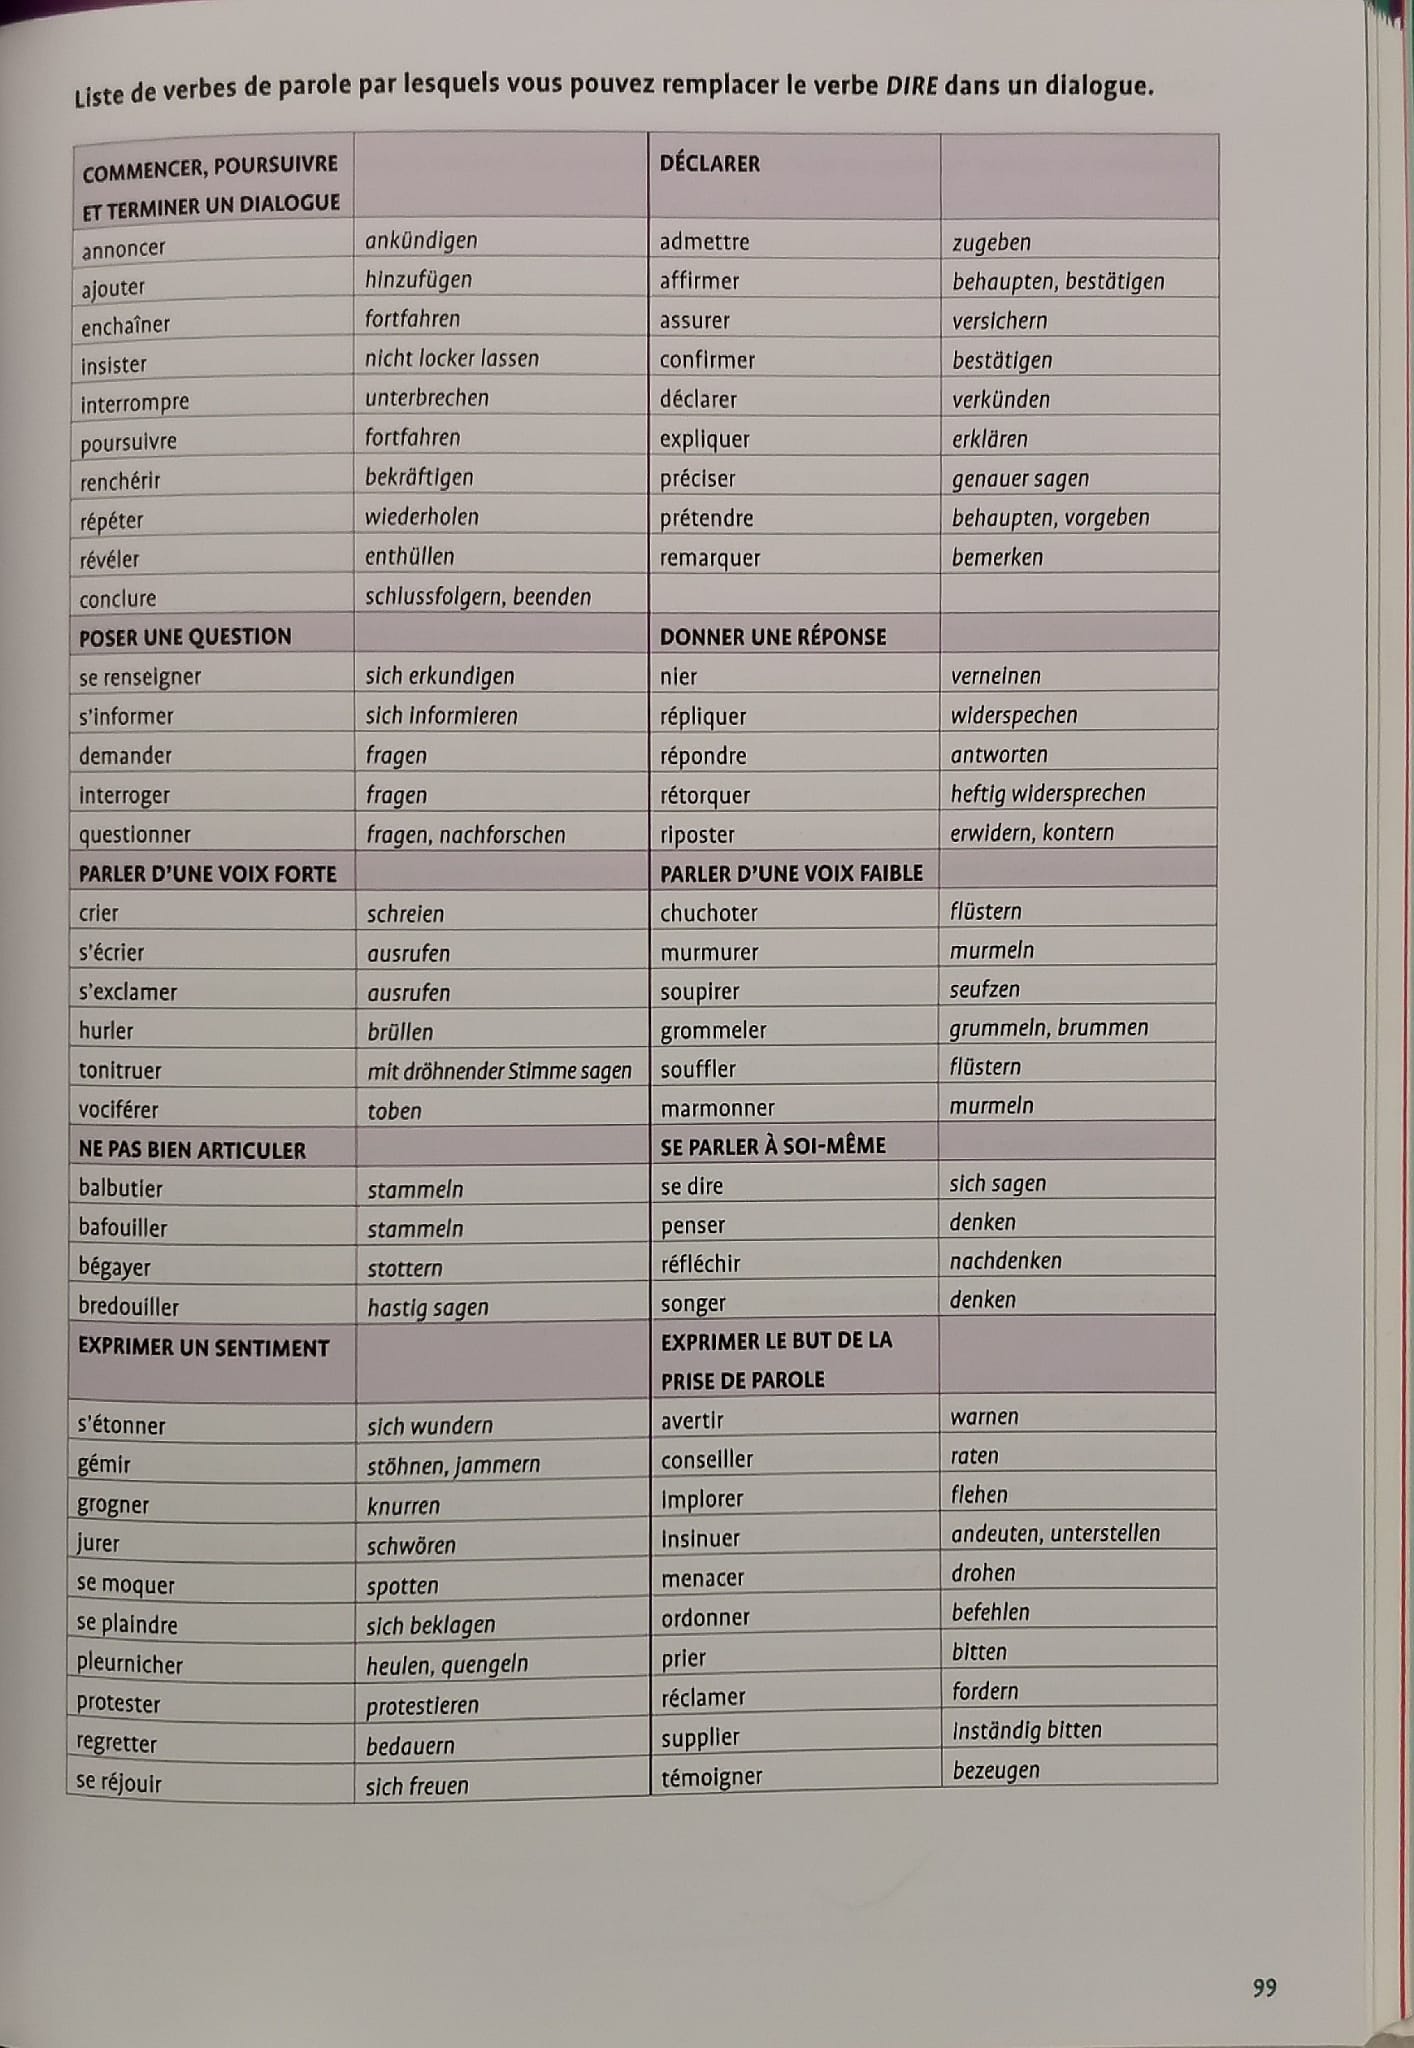 Liste de verbes de parole par lesquels vous pouvez remplacer le verbe DIRE dans un dialogue.
COMMENCER, POURSUIVRE DÉCLARER
ET TERMINER UN DIALOGUE
annoncer ankündigen admettre zugeben
ajouter hinzufügen affirmer behaupten, bestätigen
enchaîner fortfahren assurer versichern
insister nicht locker lassen confirmer bestätigen
interrompre unterbrechen déclarer verkünden
poursuivre fortfahren expliquer erklären
renchérir bekräftigen préciser genauer sagen
répéter wiederholen prétendre behaupten, vorgeben
révéler enthüllen remarquer bemerken
conclure schlussfolgern, beenden
POSER UNE QUESTION DONNER UNE RÉPONSE
se renseigner sich erkundigen nier verneinen
s'informer sich informieren répliquer widerspechen
demander fragen répondre antworten
interroger fragen rétorquer heftig widersprechen
questionner fragen, nachforschen riposter erwidern, kontern
PARLER D'UNE VOIX FORTE PARLER D'UNE VOIX FAIBLE
crier schreien chuchoter flüstern
s'écrier ausrufen murmurer murmeln
s'exclamer ausrufen soupirer seufzen
hurler brüllen grommeler grummeln, brummen
tonitruer mit dröhnender Stimme sagen souffler flüstern
vociférer toben marmonner murmeln
NE PAS BIEN ARTICULER SE PARLER À SOI-MÊME
balbutier stammeln se dire sich sagen
bafouiller stammeln penser denken
bégayer stottern réfléchir nachdenken
bredouiller hastig sagen songer denken
EXPRIMER UN SENTIMENT EXPRIMER LE BUT DE LA
PRISE DE PAROLE
s'étonner sich wundern avertir warnen
gémir stöhnen, jammern conseiller raten
grogner knurren implorer flehen
jurer schwören insinuer andeuten, unterstellen
se moquer spotten menacer drohen
se plaindre sich beklagen ordonner befehlen
pleurnicher heulen, quengeln prier bitten
protester protestieren réclamer fordern
regretter bedauern supplier inständig bitten
se réjouir sich freuen témoigner bezeugen
99